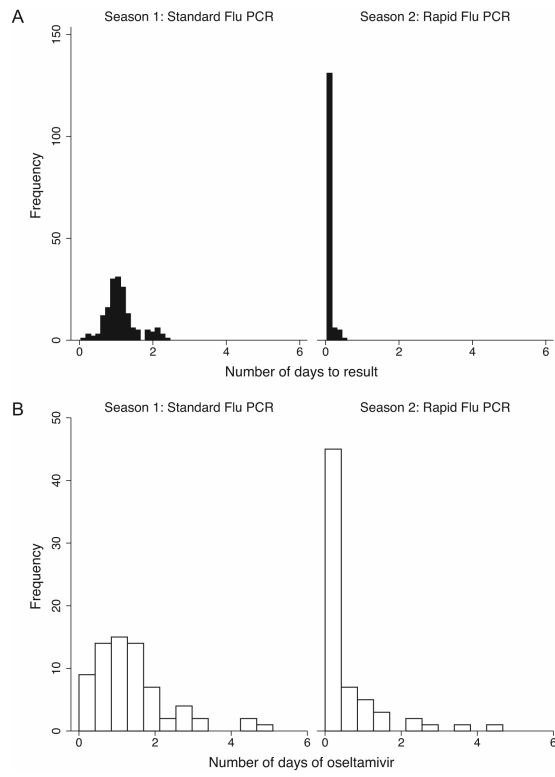 A
Season 1: Standard Flu PCR Season 2: Rapid Flu PCR
150
100
50
0
Frequency
0 2 4 6 0 2 4 6
Number of days to result
B
Season 1: Standard Flu PCR Season 2: Rapid Flu PCR
50
40
30
20
10
0
Frequency
0 2 4 6 0 2 4 6
Number of days of oseltamivir